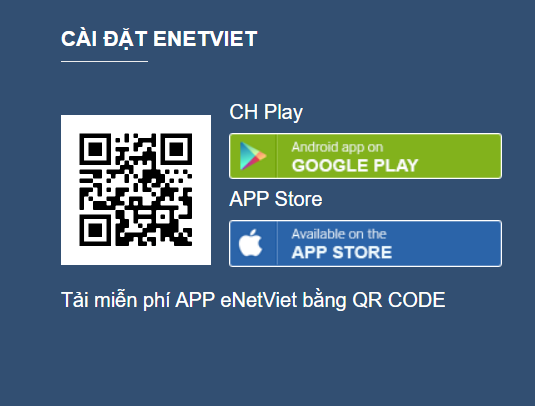 CÀI ĐẶT ENETVIET
CH Play
Android app on
GOOGLE PLAY
APP Store
Available on the
APP STORE
Tải miễn phí APP eNetViet bằng QR CODE